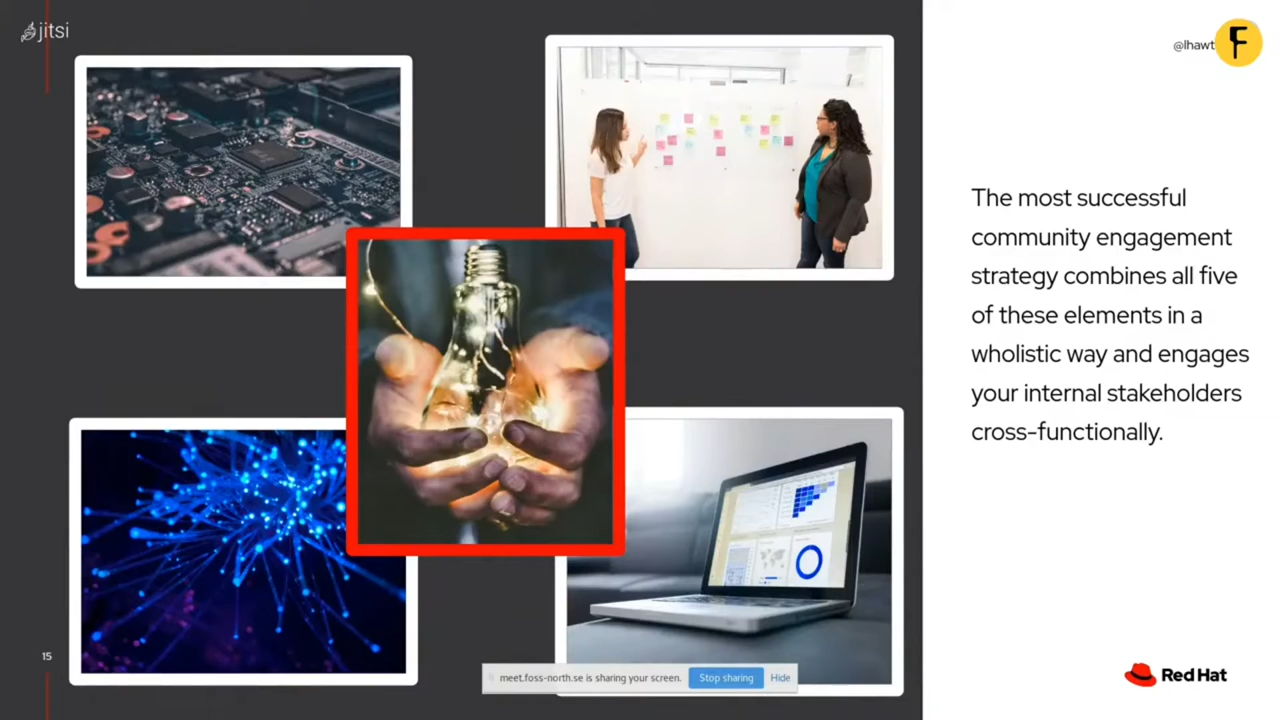 jitsi
@lhawt
F
The most successful
community engagement
strategy combines all five
of these elements in a
wholistic way and engages
your internal stakeholders
cross-functionally.
15
meet.foss-north.se is sharing your screen. Stop sharing Hide
Red Hat